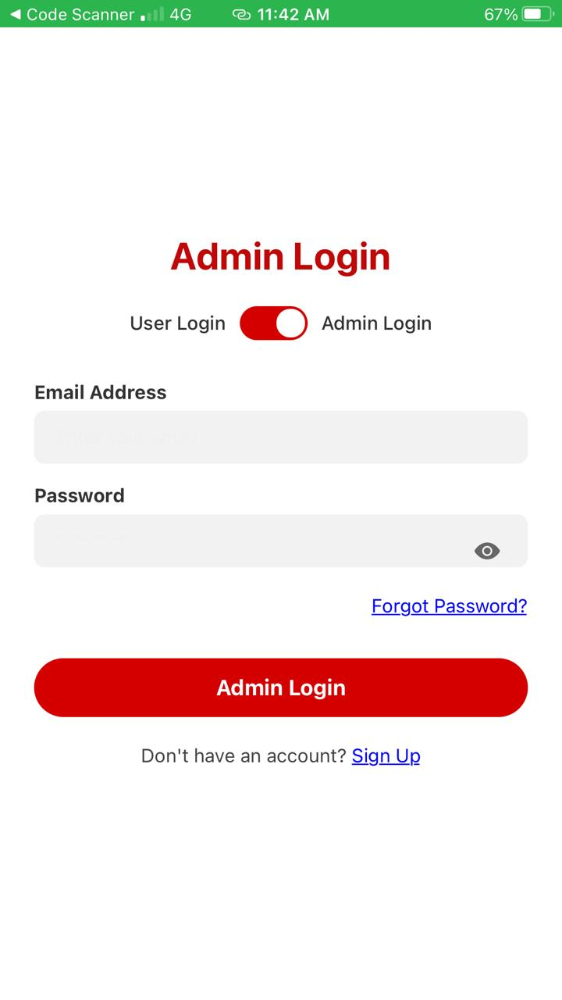 ◀ Code Scanner 4G 11:42 AM 67%
Admin Login
User Login Admin Login
Email Address
Enter your email
Password
Forgot Password?
Admin Login
Don't have an account? Sign Up